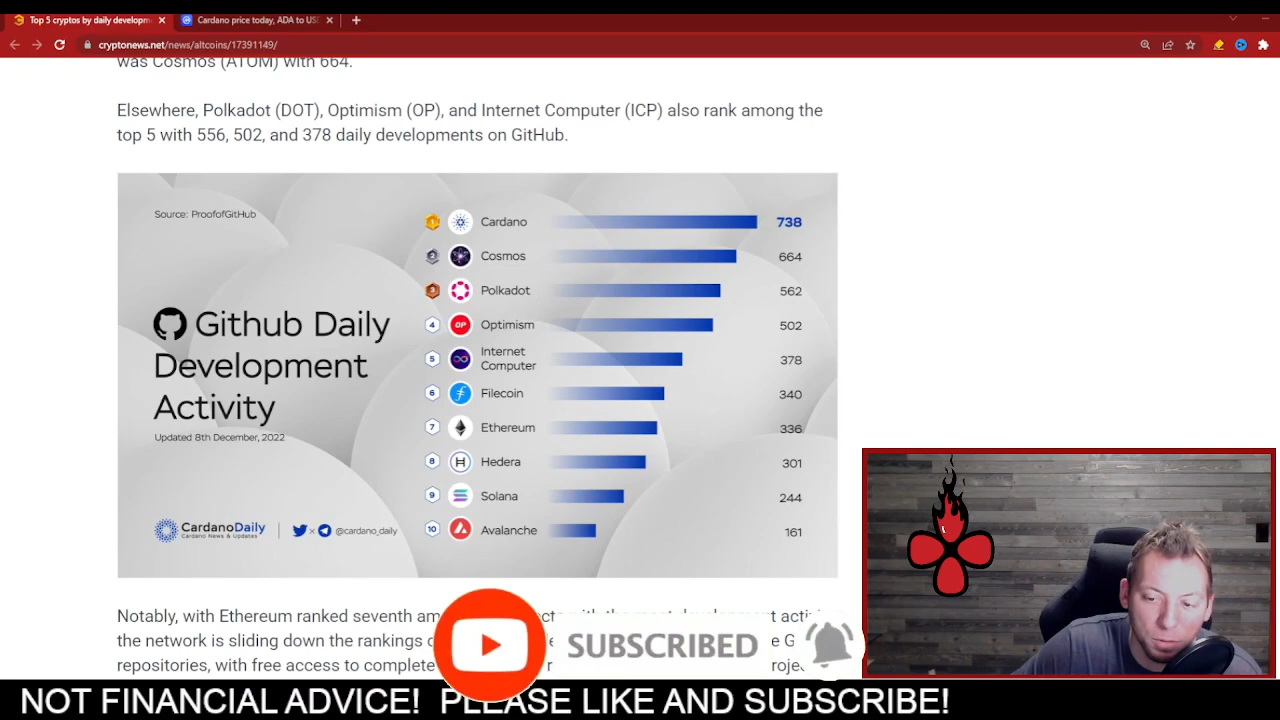 Top 5 cryptos by daily developm
Cardano price today, ADA to US
cryptonews.net/news/altcoins/17391149/
was Cosmos (ATOM) with 664.
Elsewhere, Polkadot (DOT), Optimism (OP), and Internet Computer (ICP) also rank among the
top 5 with 556, 502, and 378 daily developments on GitHub.
Source: ProofofGitHub
Github Daily
Development
Activity
Updated 8th December, 2022
CardanoDaily
Cardano News & Updates
@cardano_daily
1 Cardano 738
2 Cosmos 664
3 Polkadot 562
4 OP Optimism 502
5 Internet
Computer 378
6 Filecoin 340
7 Ethereum 336
8 Hedera 301
9 Solana 244
10 Avalanche 161
Notably, with Ethereum ranked seventh
the network is sliding down the rankings
repositories, with free access to complete
SUBSCRIBED
NOT FINANCIAL ADVICE! PLEASE LIKE AND SUBSCRIBE!